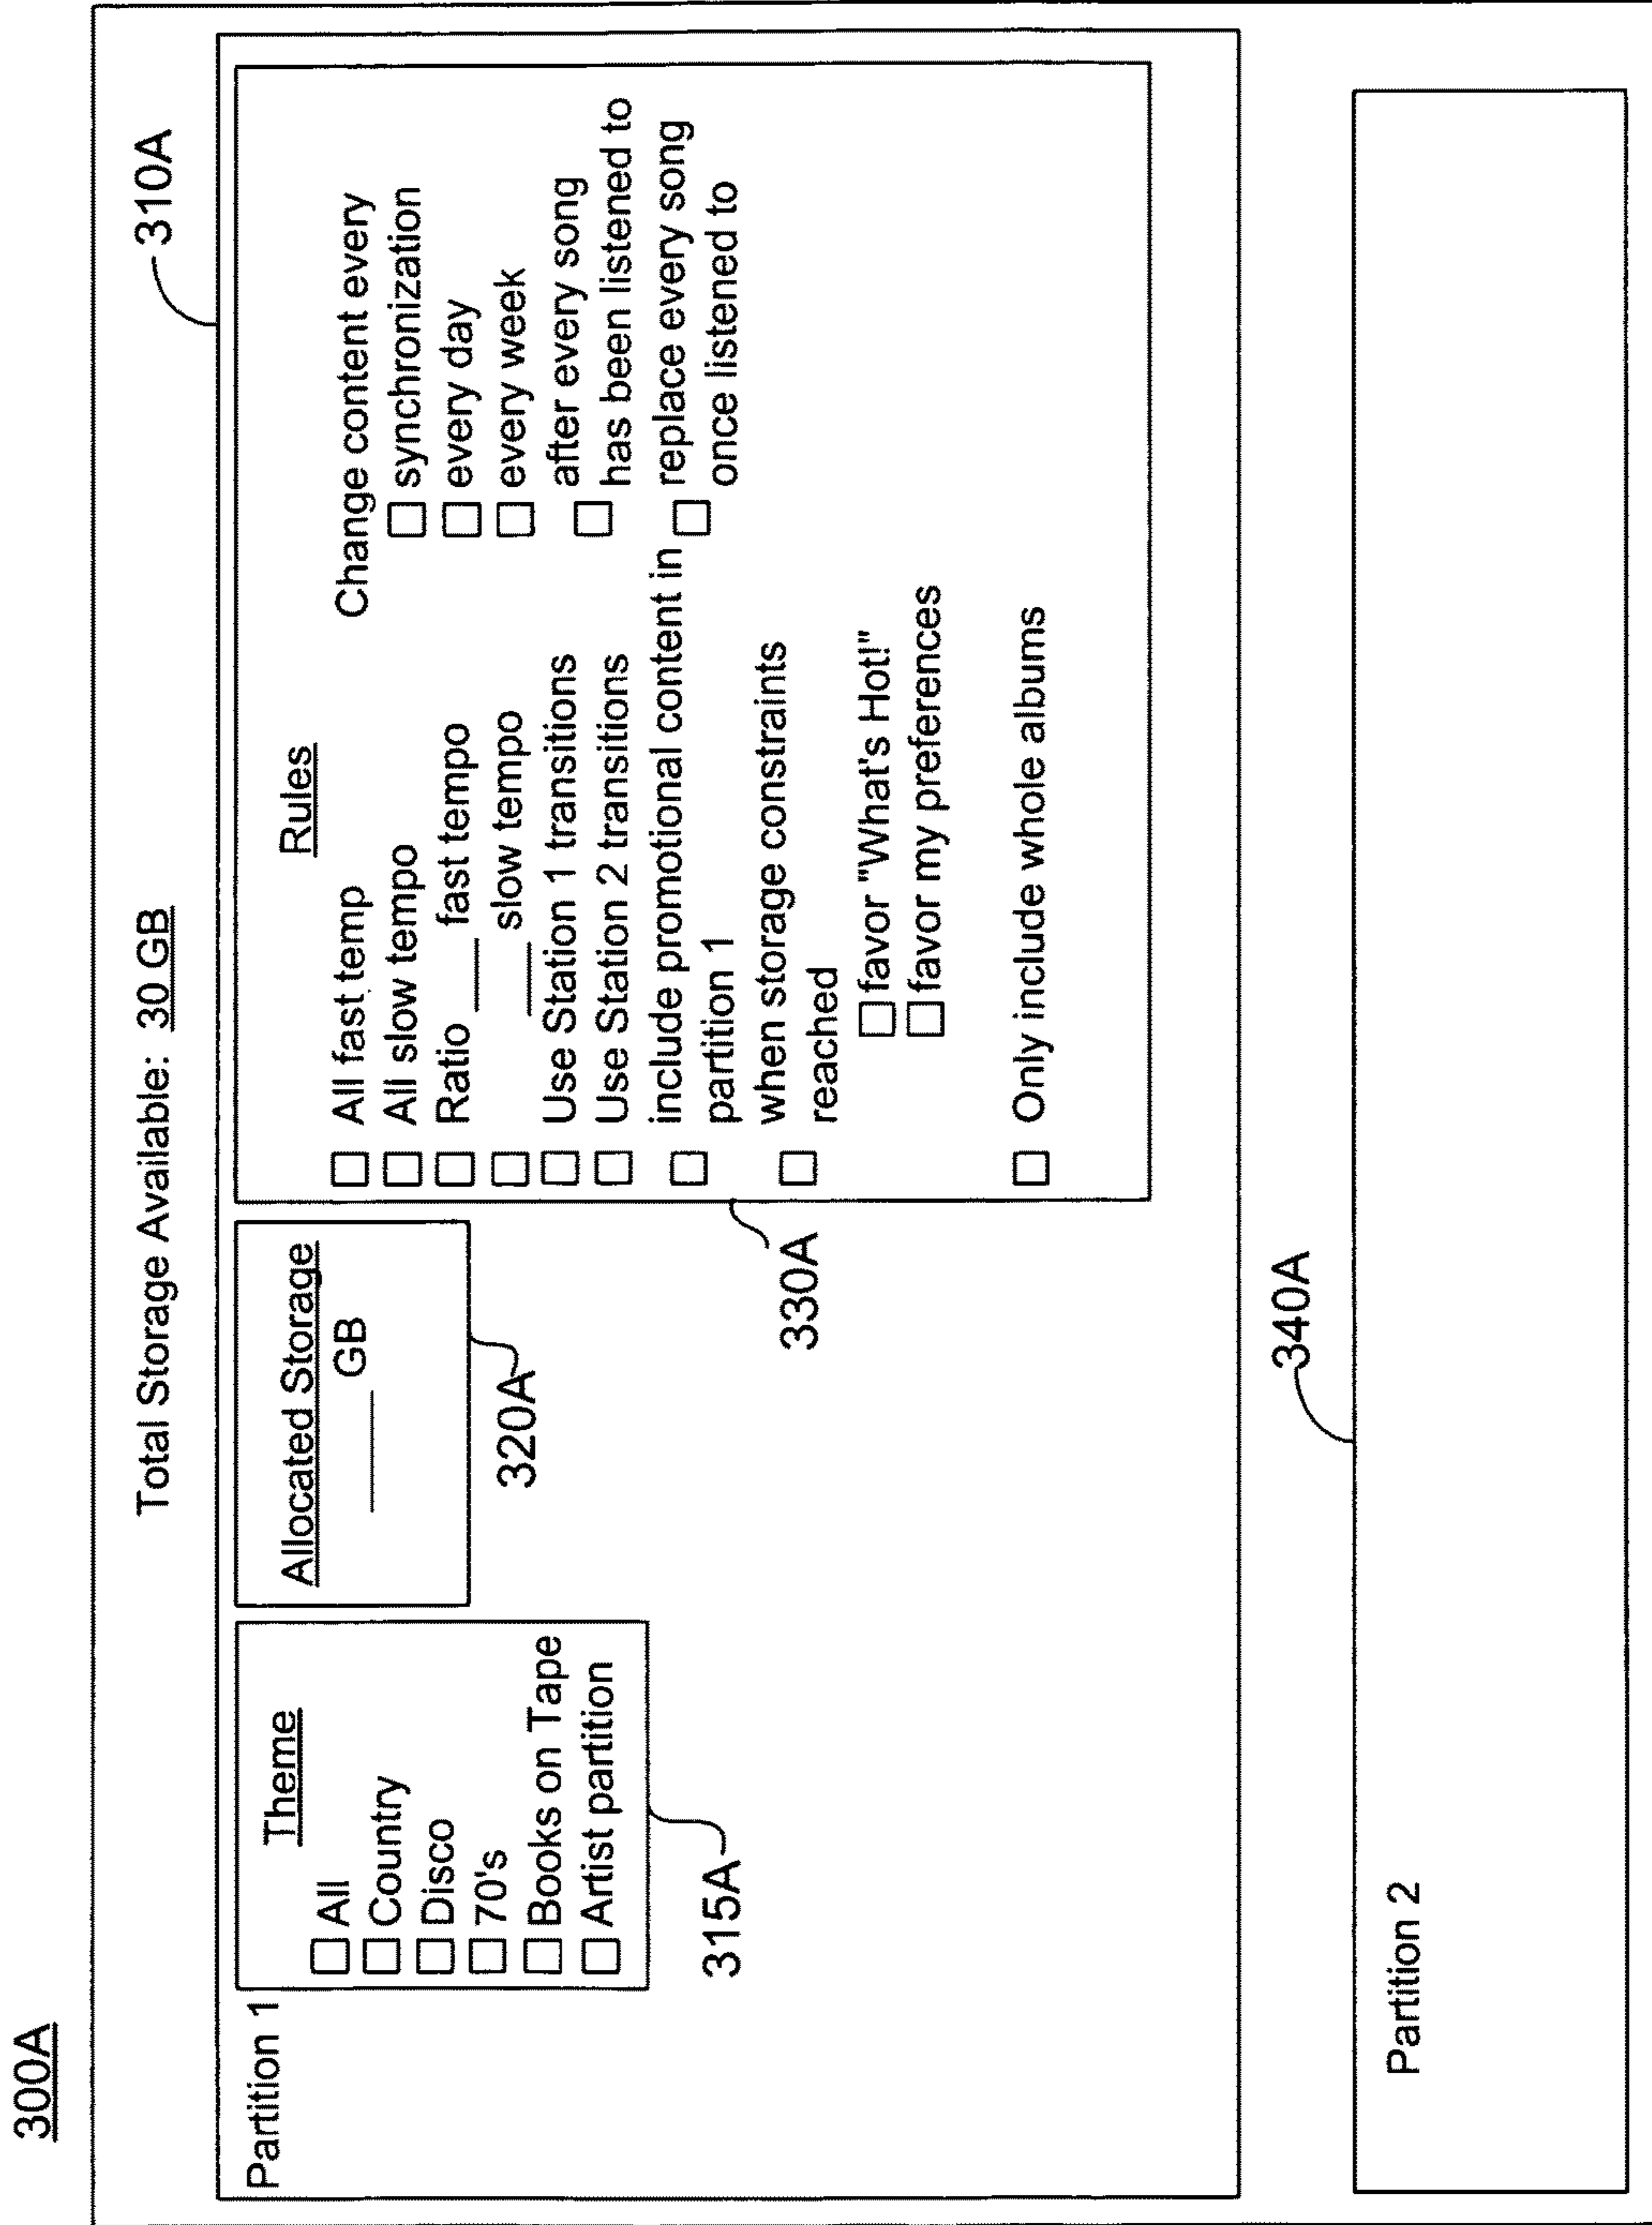 300A
Total Storage Available: 30 GB
310A
Partition 1
Theme
All
Country
Disco
70's
Books on Tape
Artist partition
315A
Allocated Storage
____ GB
320A
Rules
All fast temp
All slow tempo
Ratio ___ fast tempo
___ slow tempo
Use Station 1 transitions
Use Station 2 transitions
include promotional content in
partition 1
when storage constraints
reached
favor "What's Hot!"
favor my preferences
Only include whole albums
Change content every
synchronization
every day
every week
after every song
has been listened to
replace every song
once listened to
330A
340A
Partition 2